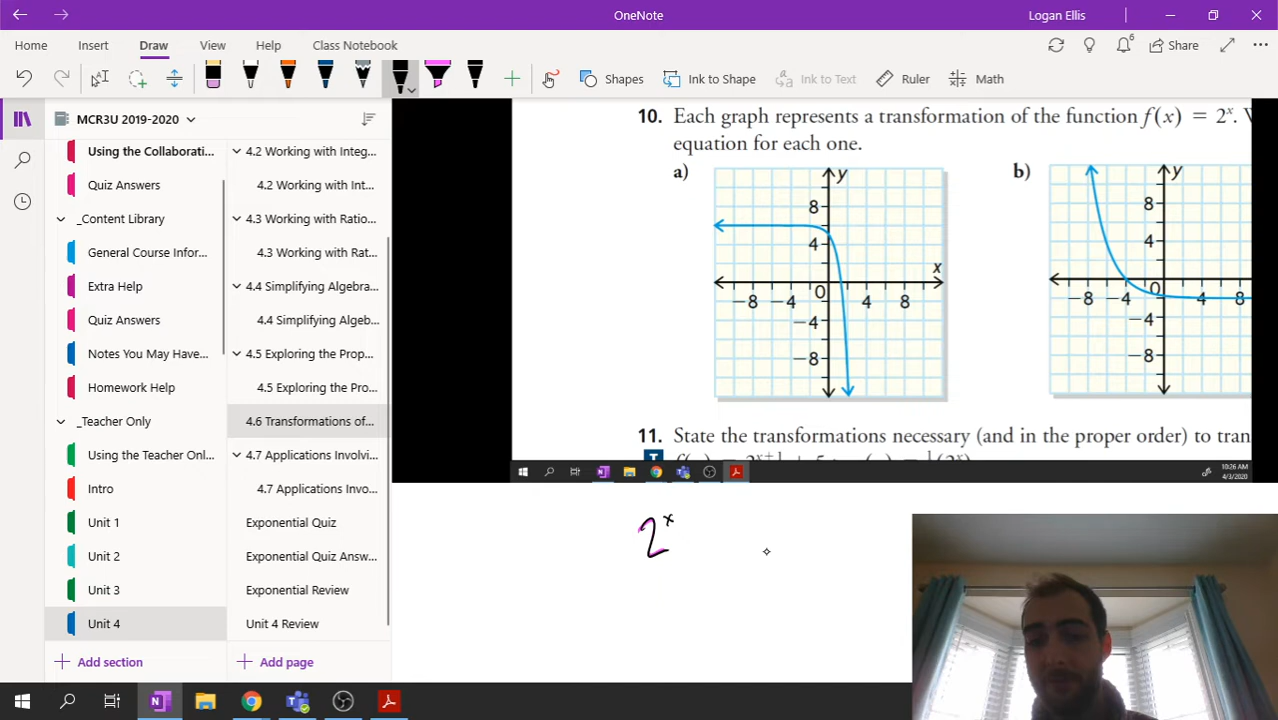 OneNote
Logan Ellis
Home
Insert
Draw
View
Help
Class Notebook
6
Share
Shapes
Ink to Shape
Ink to Text
Ruler
Math
MCR3U 2019-2020
Using the Collaborati...
Quiz Answers
_Content Library
General Course Infor...
Extra Help
Quiz Answers
Notes You May Have...
Homework Help
_Teacher Only
Using the Teacher Onl...
Intro
Unit 1
Unit 2
Unit 3
Unit 4
Add section
4.2 Working with Integ...
4.2 Working with Int...
4.3 Working with Ratio...
4.3 Working with Rat...
4.4 Simplifying Algebra...
4.4 Simplifying Algeb...
4.5 Exploring the Prop...
4.5 Exploring the Pro...
4.6 Transformations of...
4.7 Applications Involvi...
4.7 Applications Invo...
Exponential Quiz
Exponential Quiz Answ...
Exponential Review
Unit 4 Review
Add page
10. Each graph represents a transformation of the function f(x) = 2ˣ.
equation for each one.
a)
y
8
4
x
0
−8 −4 4 8
−4
−8
b)
y
8
4
0
−8 −4 4 8
−4
−8
11. State the transformations necessary (and in the proper order) to tran
T
10:26 AM
4/3/2020
2ˣ